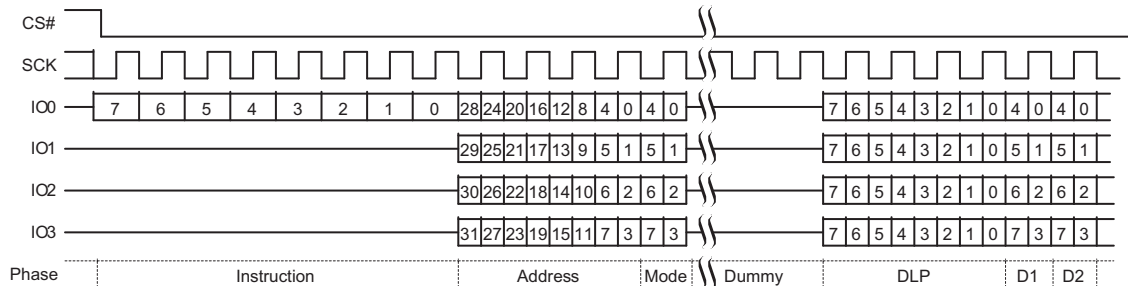 CS#
SCK
IO0 7 6 5 4 3 2 1 0 28 24 20 16 12 8 4 0 4 0 7 6 5 4 3 2 1 0 4 0 4 0
IO1 29 25 21 17 13 9 5 1 5 1 7 6 5 4 3 2 1 0 5 1 5 1
IO2 30 26 22 18 14 10 6 2 6 2 7 6 5 4 3 2 1 0 6 2 6 2
IO3 31 27 23 19 15 11 7 3 7 3 7 6 5 4 3 2 1 0 7 3 7 3
Phase Instruction Address Mode Dummy DLP D1 D2